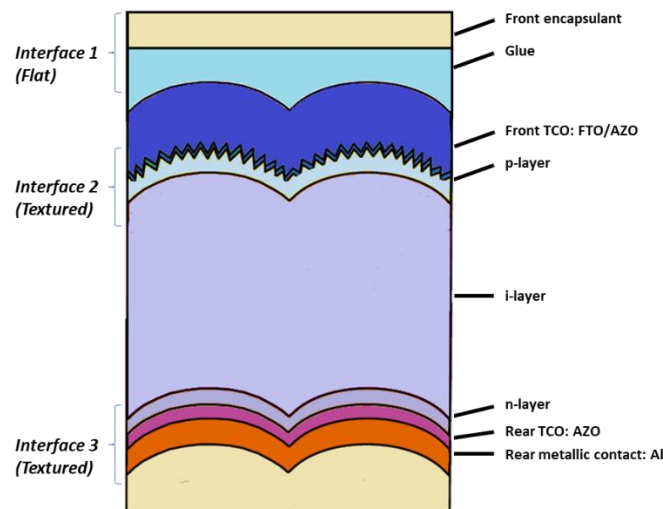 Front encapsulant
Interface 1
(Flat)
Glue
Front TCO: FTO/AZO
p-layer
Interface 2
(Textured)
i-layer
n-layer
Rear TCO: AZO
Interface 3
(Textured)
Rear metallic contact: Al